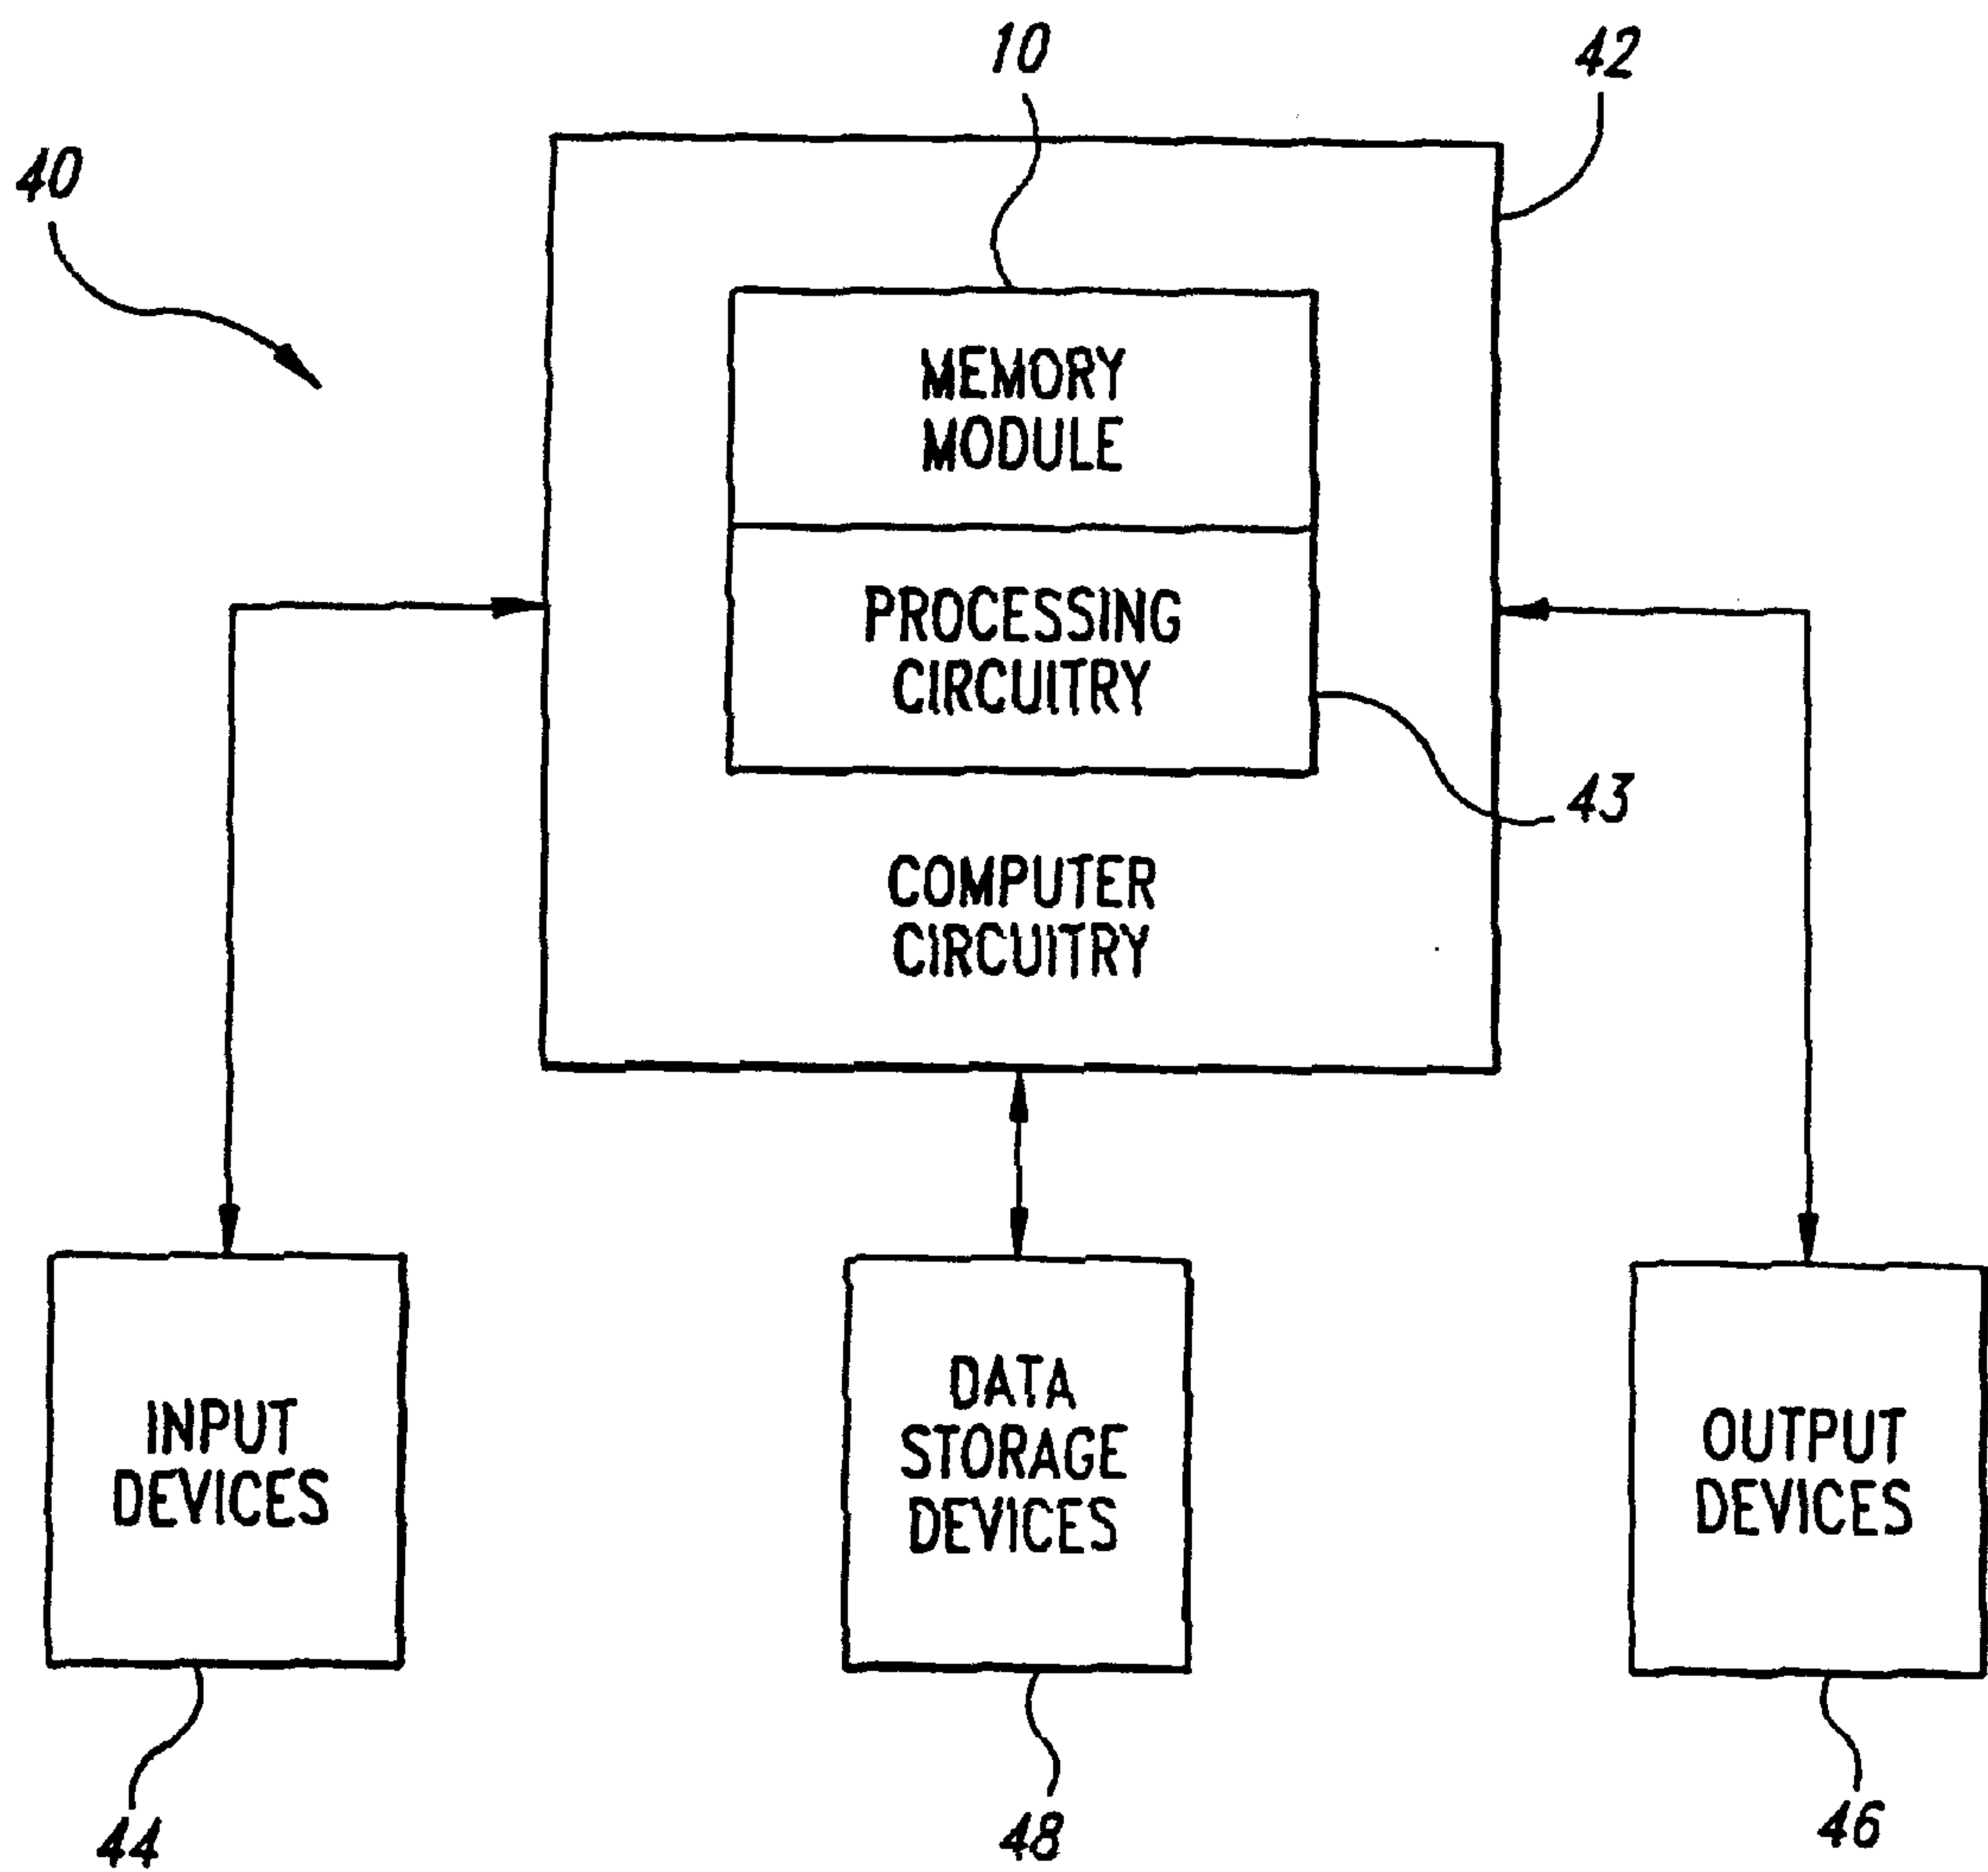 10
42
40
MEMORY
MODULE
PROCESSING
CIRCUITRY
43
COMPUTER
CIRCUITRY
INPUT
DEVICES
DATA
STORAGE
DEVICES
OUTPUT
DEVICES
44
48
46